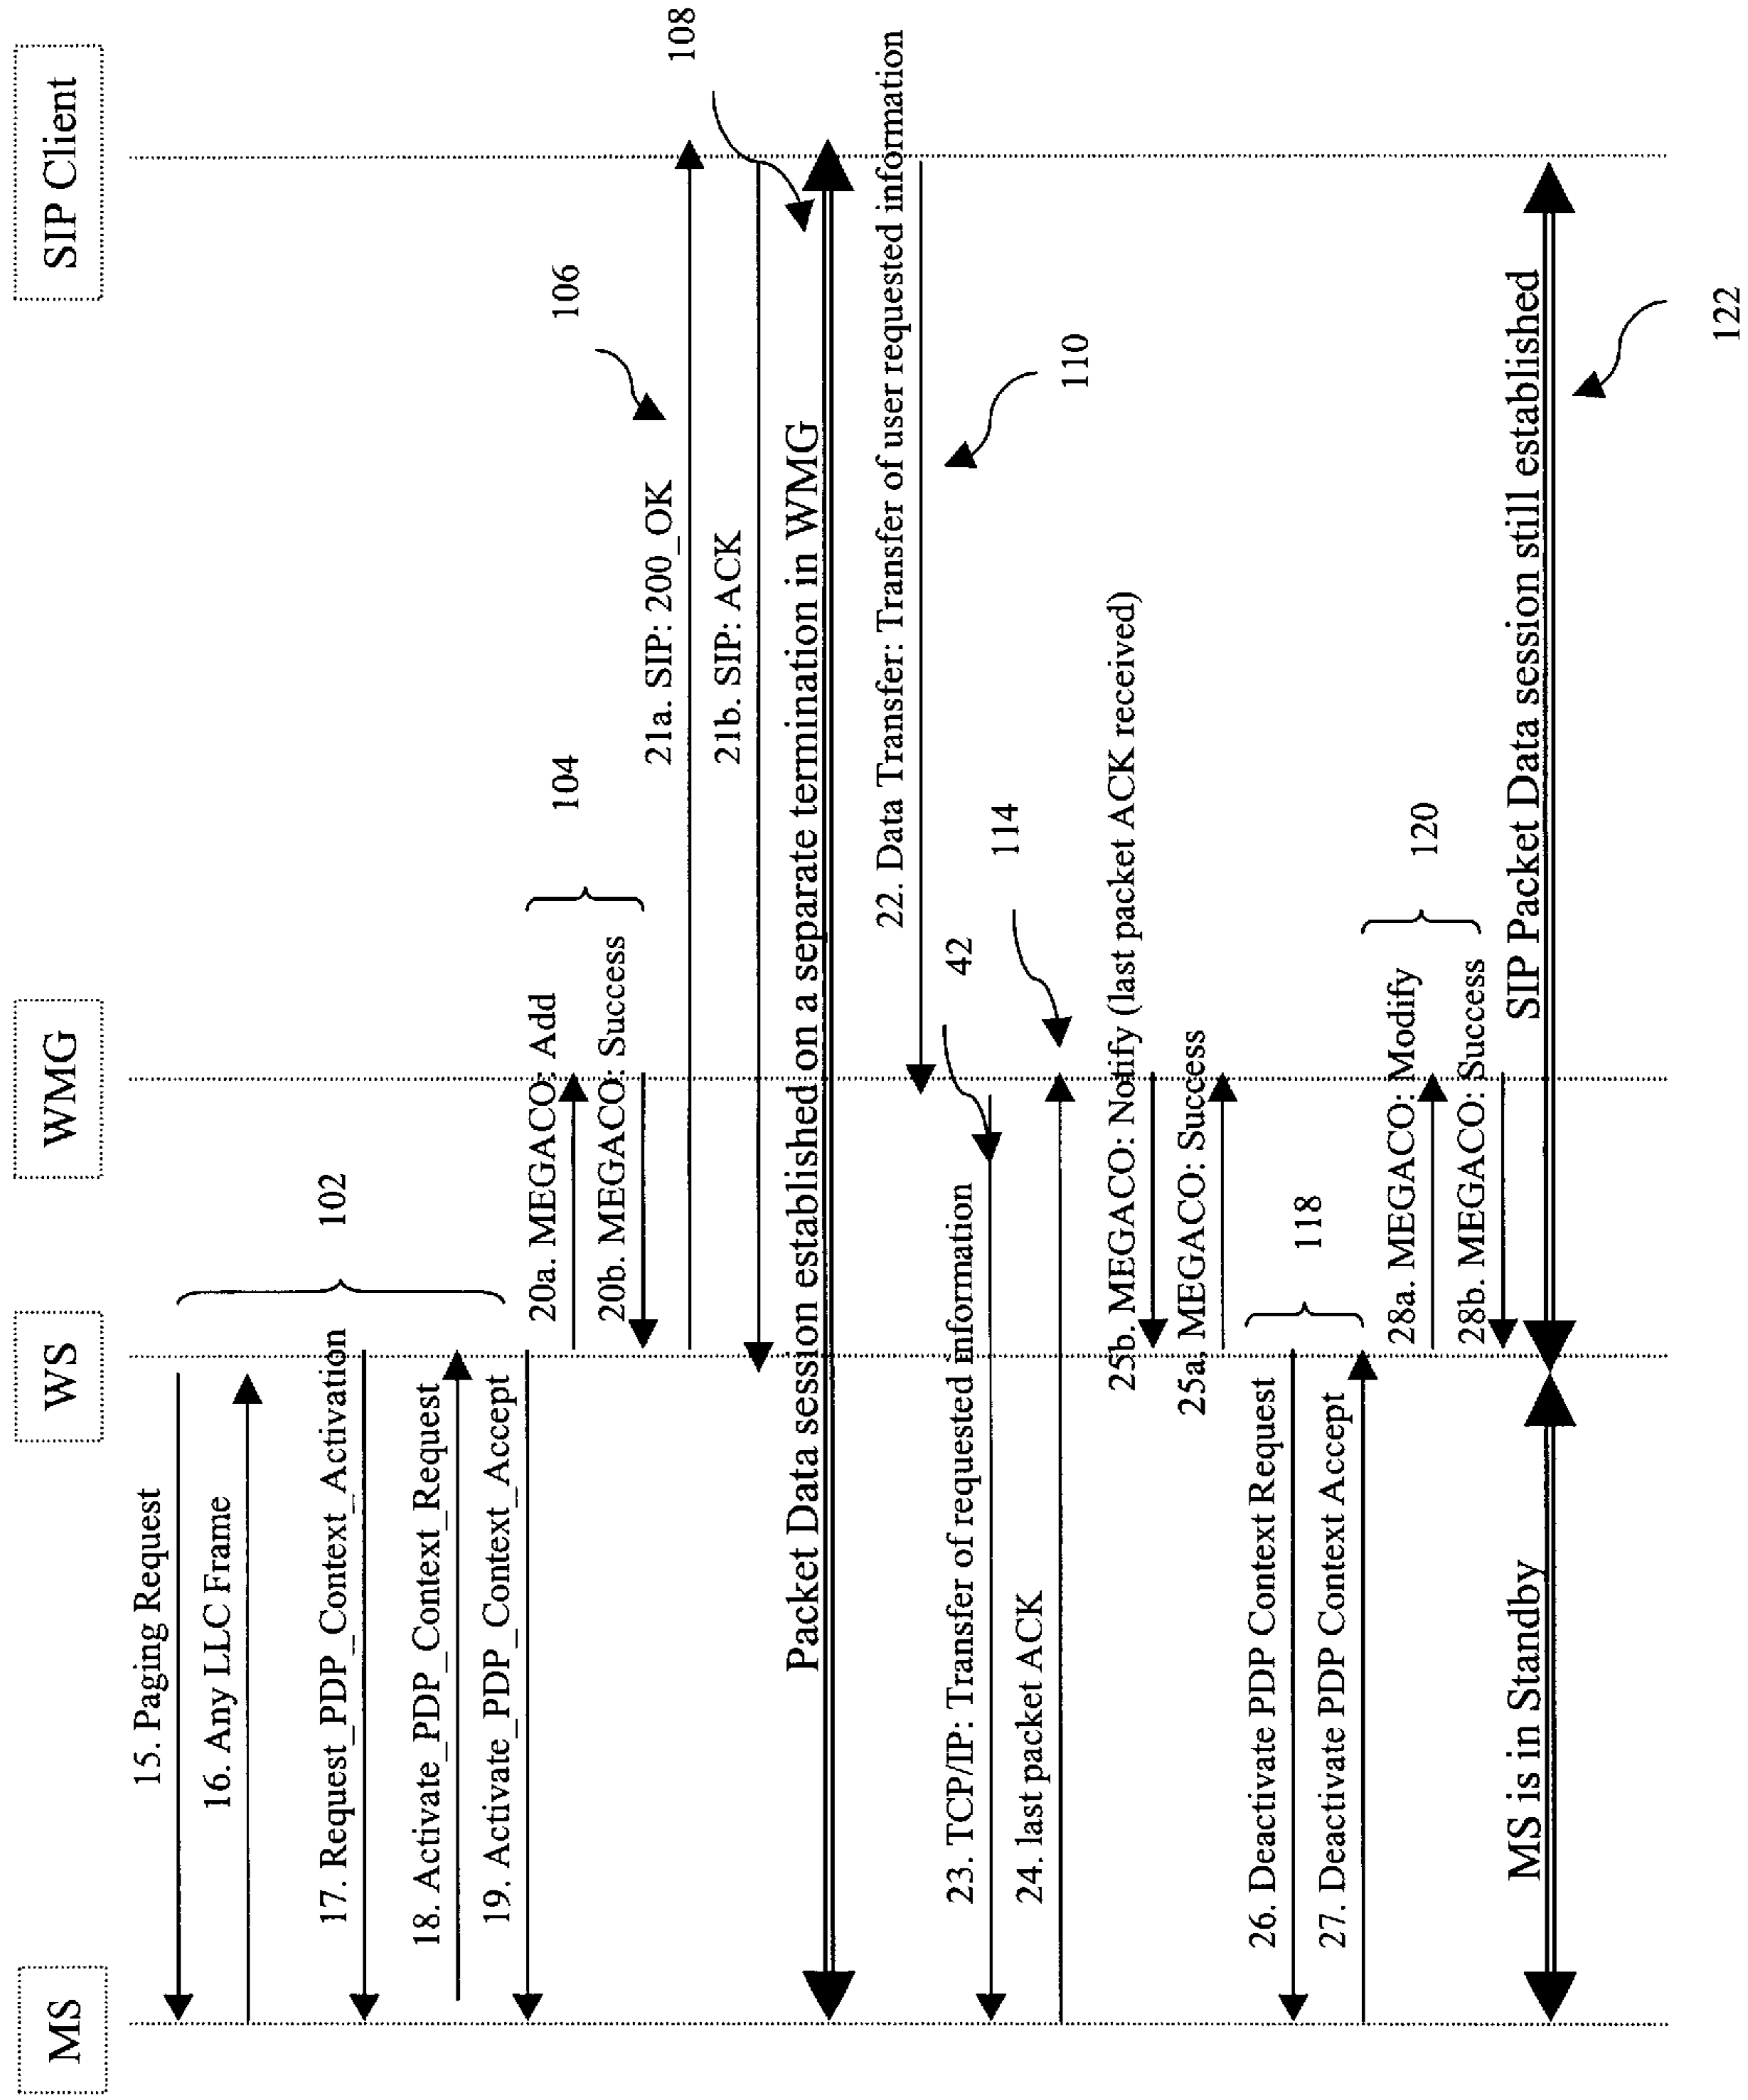 MS
WS
WMG
SIP Client
15. Paging Request
16. Any LLC Frame
102
17. Request_PDP_Context_Activation
18. Activate_PDP_Context_Request
19. Activate_PDP_Context_Accept
20a. MEGACO: Add
104
20b. MEGACO: Success
106
21a. SIP: 200_OK
21b. SIP: ACK
108
Packet Data session established on a separate termination in WMG
22. Data Transfer: Transfer of user requested information
110
42
23. TCP/IP: Transfer of requested information
114
24. last packet ACK
25b. MEGACO: Notify (last packet ACK received)
25a. MEGACO: Success
26. Deactivate PDP Context Request
118
27. Deactivate PDP Context Accept
28a. MEGACO: Modify
120
28b. MEGACO: Success
MS is in Standby
SIP Packet Data session still established
122